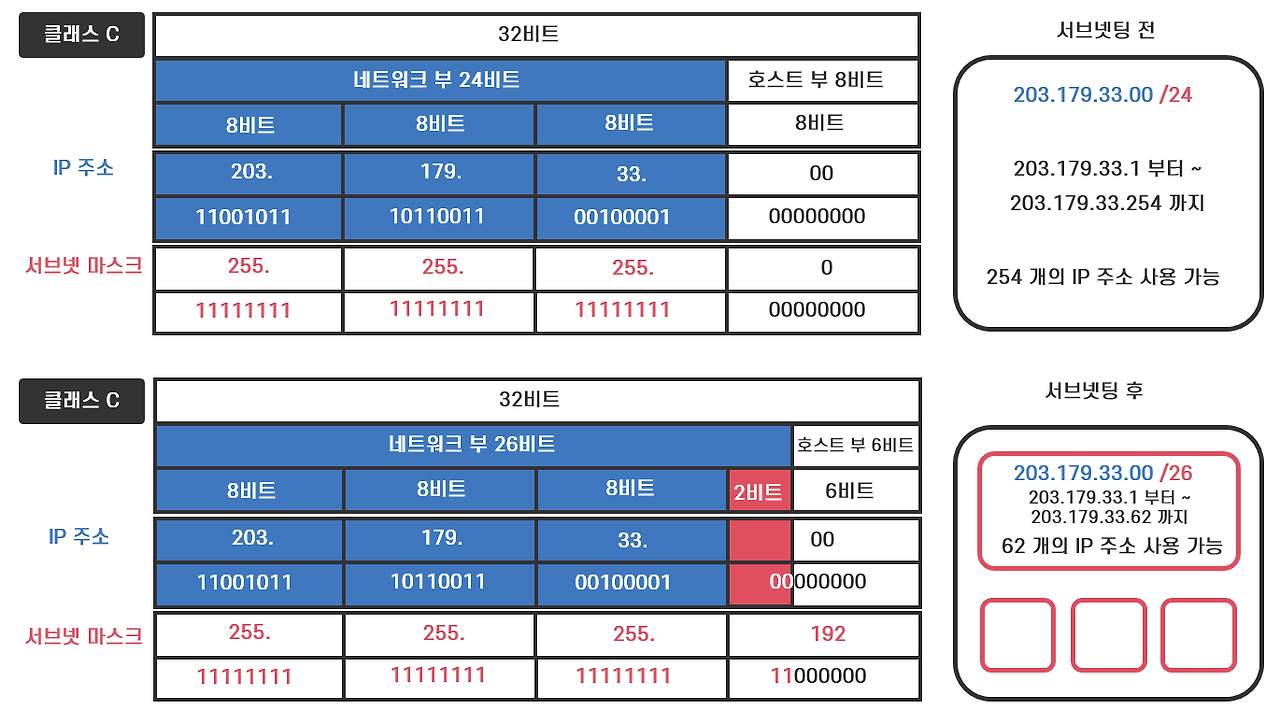 클래스 C
32비트
서브넷팅 전
네트워크 부 24비트 호스트 부 8비트
8비트 8비트 8비트 8비트
IP 주소
203. 179. 33. 00
11001011 10110011 00100001 00000000
서브넷 마스크
255. 255. 255. 0
11111111 11111111 11111111 00000000
203.179.33.00 /24
203.179.33.1 부터 ~
203.179.33.254 까지
254 개의 IP 주소 사용 가능
클래스 C
32비트
서브넷팅 후
네트워크 부 26비트 호스트 부 6비트
8비트 8비트 8비트 2비트 6비트
IP 주소
203. 179. 33. 00
11001011 10110011 00100001 00000000
서브넷 마스크
255. 255. 255. 192
11111111 11111111 11111111 11000000
203.179.33.00 /26
203.179.33.1 부터 ~
203.179.33.62 까지
62 개의 IP 주소 사용 가능